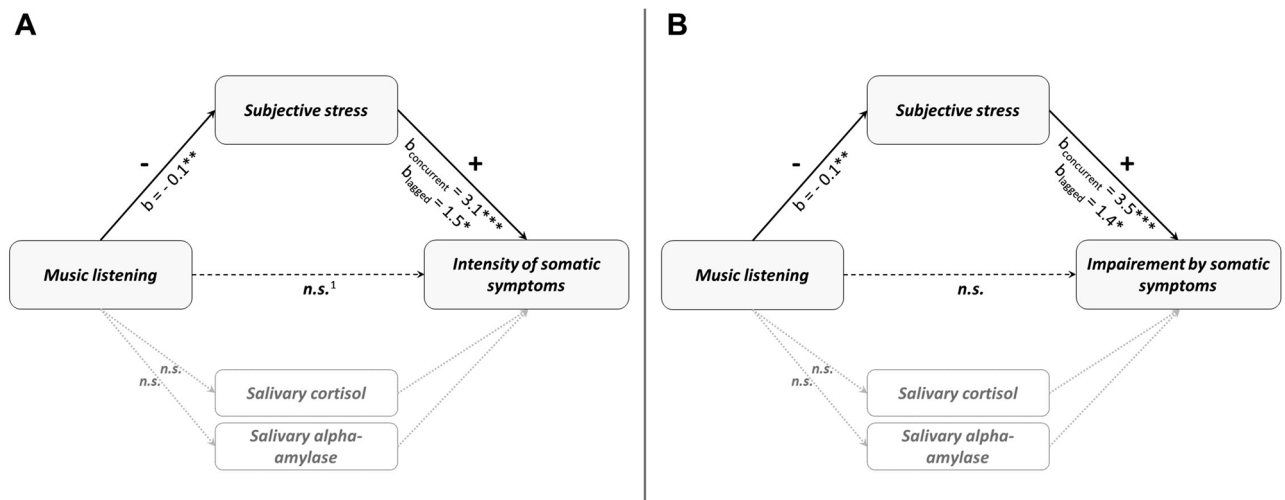 A
Subjective stress
-
b = - 0.1**
+
b concurrent = 3.1***
b lagged = 1.5*
Music listening
n.s.1
Intensity of somatic
symptoms
n.s.
n.s.
Salivary cortisol
Salivary alpha-
amylase
B
Subjective stress
-
b = - 0.1**
+
b concurrent = 3.5***
b lagged = 1.4*
Music listening
n.s.
Impairement by somatic
symptoms
n.s.
n.s.
Salivary cortisol
Salivary alpha-
amylase